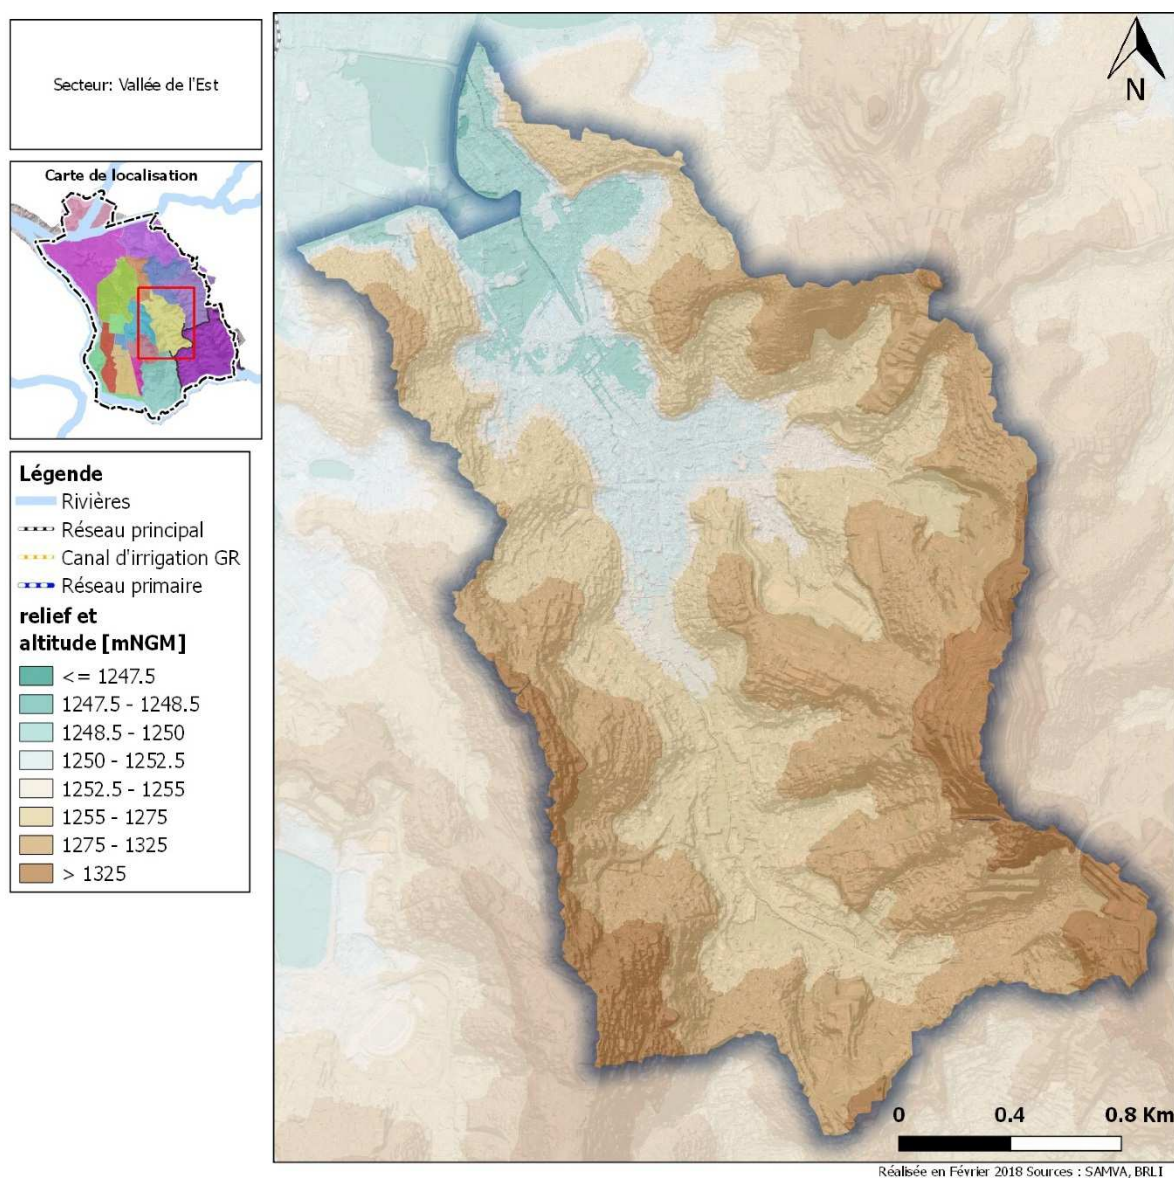 Secteur: Vallée de l'Est
Carte de localisation
Légende
Rivières
Réseau principal
Canal d'irrigation GR
Réseau primaire
relief et
altitude [mNGM]
<= 1247.5
1247.5 - 1248.5
1248.5 - 1250
1250 - 1252.5
1252.5 - 1255
1255 - 1275
1275 - 1325
> 1325
N
0 0.4 0.8 Km
Réalisée en Février 2018 Sources : SAMVA, BRLI